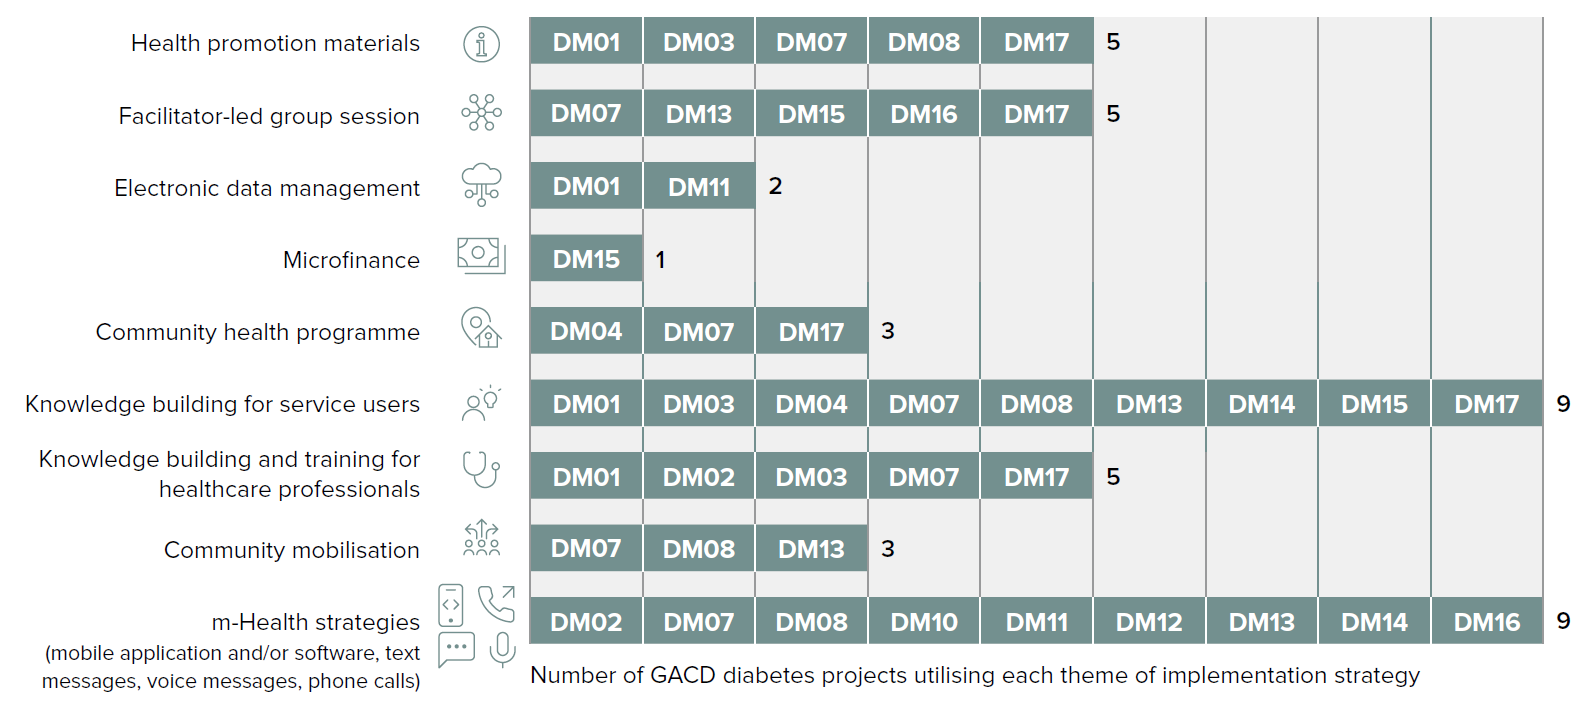 Health promotion materials DM01 DM03 DM07 DM08 DM17 5
Facilitator-led group session DM07 DM13 DM15 DM16 DM17 5
Electronic data management DM01 DM11 2
Microfinance DM15 1
Community health programme DM04 DM07 DM17 3
Knowledge building for service users DM01 DM03 DM04 DM07 DM08 DM13 DM14 DM15 DM17 9
Knowledge building and training for
healthcare professionals DM01 DM02 DM03 DM07 DM17 5
Community mobilisation DM07 DM08 DM13 3
m-Health strategies DM02 DM07 DM08 DM10 DM11 DM12 DM13 DM14 DM16 9
(mobile application and/or software, text
messages, voice messages, phone calls)
Number of GACD diabetes projects utilising each theme of implementation strategy